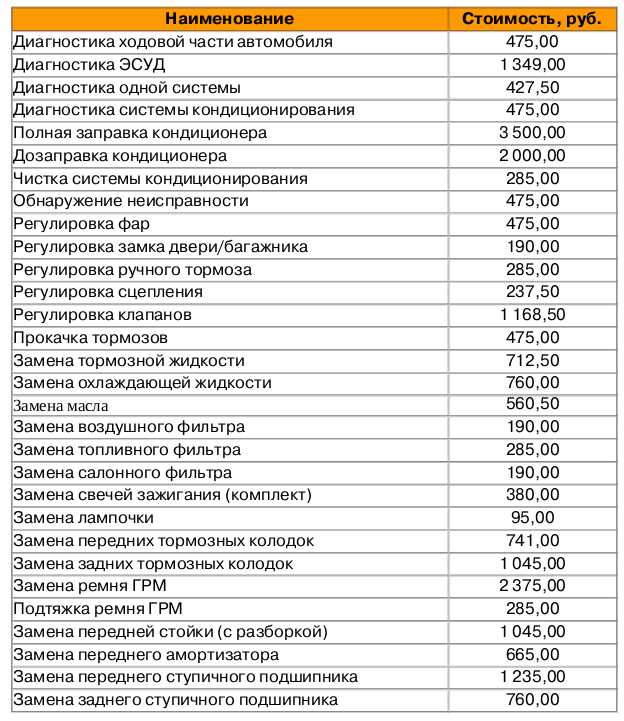 Наименование Стоимость, руб.
Диагностика ходовой части автомобиля 475,00
Диагностика ЭСУД 1 349,00
Диагностика одной системы 427,50
Диагностика системы кондиционирования 475,00
Полная заправка кондиционера 3 500,00
Дозаправка кондиционера 2 000,00
Чистка системы кондиционирования 285,00
Обнаружение неисправности 475,00
Регулировка фар 475,00
Регулировка замка двери/багажника 190,00
Регулировка ручного тормоза 285,00
Регулировка сцепления 237,50
Регулировка клапанов 1 168,50
Прокачка тормозов 475,00
Замена тормозной жидкости 712,50
Замена охлаждающей жидкости 760,00
Замена масла 560,50
Замена воздушного фильтра 190,00
Замена топливного фильтра 285,00
Замена салонного фильтра 190,00
Замена свечей зажигания (комплект) 380,00
Замена лампочки 95,00
Замена передних тормозных колодок 741,00
Замена задних тормозных колодок 1 045,00
Замена ремня ГРМ 2 375,00
Подтяжка ремня ГРМ 285,00
Замена передней стойки (с разборкой) 1 045,00
Замена переднего амортизатора 665,00
Замена переднего ступичного подшипника 1 235,00
Замена заднего ступичного подшипника 760,00